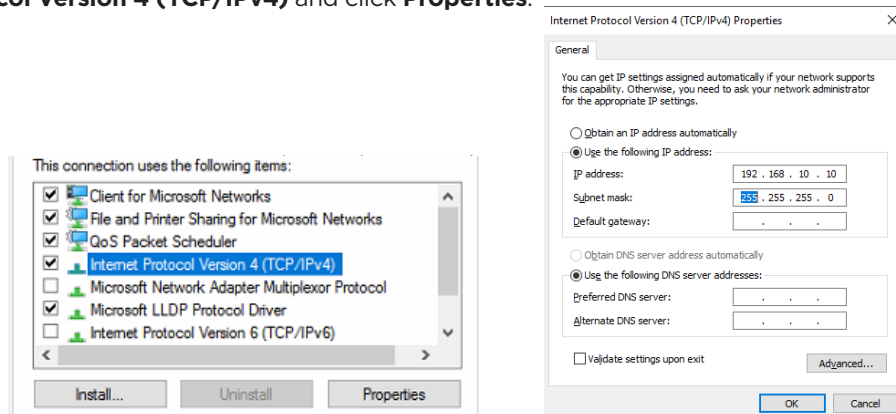 col Version 4 (TCP/IPv4) and click Properties.
This connection uses the following items:
Client for Microsoft Networks
File and Printer Sharing for Microsoft Networks
QoS Packet Scheduler
Internet Protocol Version 4 (TCP/IPv4)
Microsoft Network Adapter Multiplexor Protocol
Microsoft LLDP Protocol Driver
Internet Protocol Version 6 (TCP/IPv6)
Install...
Uninstall
Properties
Internet Protocol Version 4 (TCP/IPv4) Properties
General
You can get IP settings assigned automatically if your network supports
this capability. Otherwise, you need to ask your network administrator
for the appropriate IP settings.
Obtain an IP address automatically
Use the following IP address:
IP address: 192 . 168 . 10 . 10
Subnet mask: 255 . 255 . 255 . 0
Default gateway: . . .
Obtain DNS server address automatically
Use the following DNS server addresses:
Preferred DNS server: . . .
Alternate DNS server: . . .
Validate settings upon exit
Advanced...
OK
Cancel